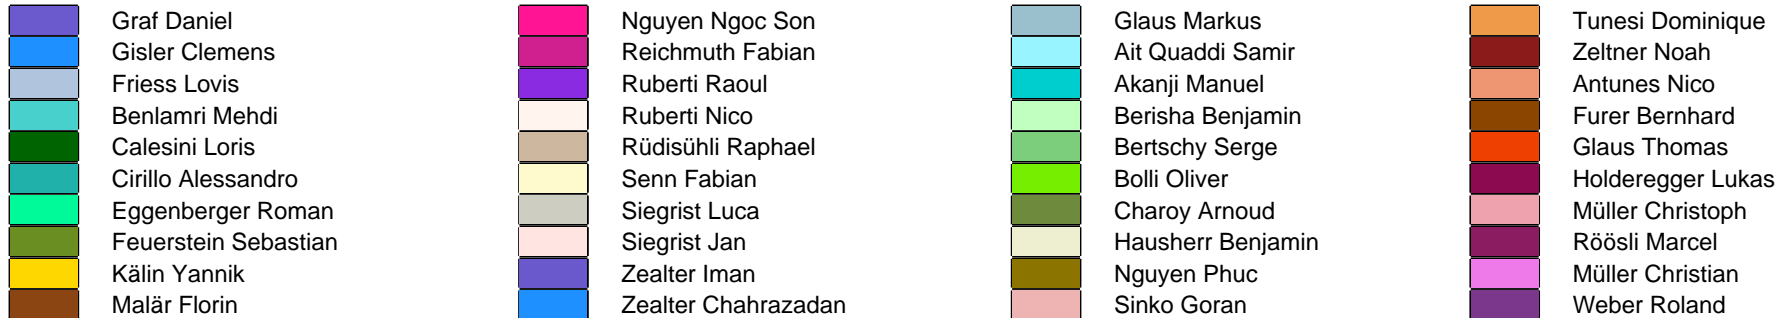 Graf Daniel
Gisler Clemens
Friess Lovis
Benlamri Mehdi
Calesini Loris
Cirillo Alessandro
Eggenberger Roman
Feuerstein Sebastian
Kälin Yannik
Malär Florin
Nguyen Ngoc Son
Reichmuth Fabian
Ruberti Raoul
Ruberti Nico
Rüdisühli Raphael
Senn Fabian
Siegrist Luca
Siegrist Jan
Zealter Iman
Zealter Chahrazadan
Glaus Markus
Ait Quaddi Samir
Akanji Manuel
Berisha Benjamin
Bertschy Serge
Bolli Oliver
Charoy Arnoud
Hausherr Benjamin
Nguyen Phuc
Sinko Goran
Tunesi Dominique
Zeltner Noah
Antunes Nico
Furer Bernhard
Glaus Thomas
Holderegger Lukas
Müller Christoph
Röösli Marcel
Müller Christian
Weber Roland